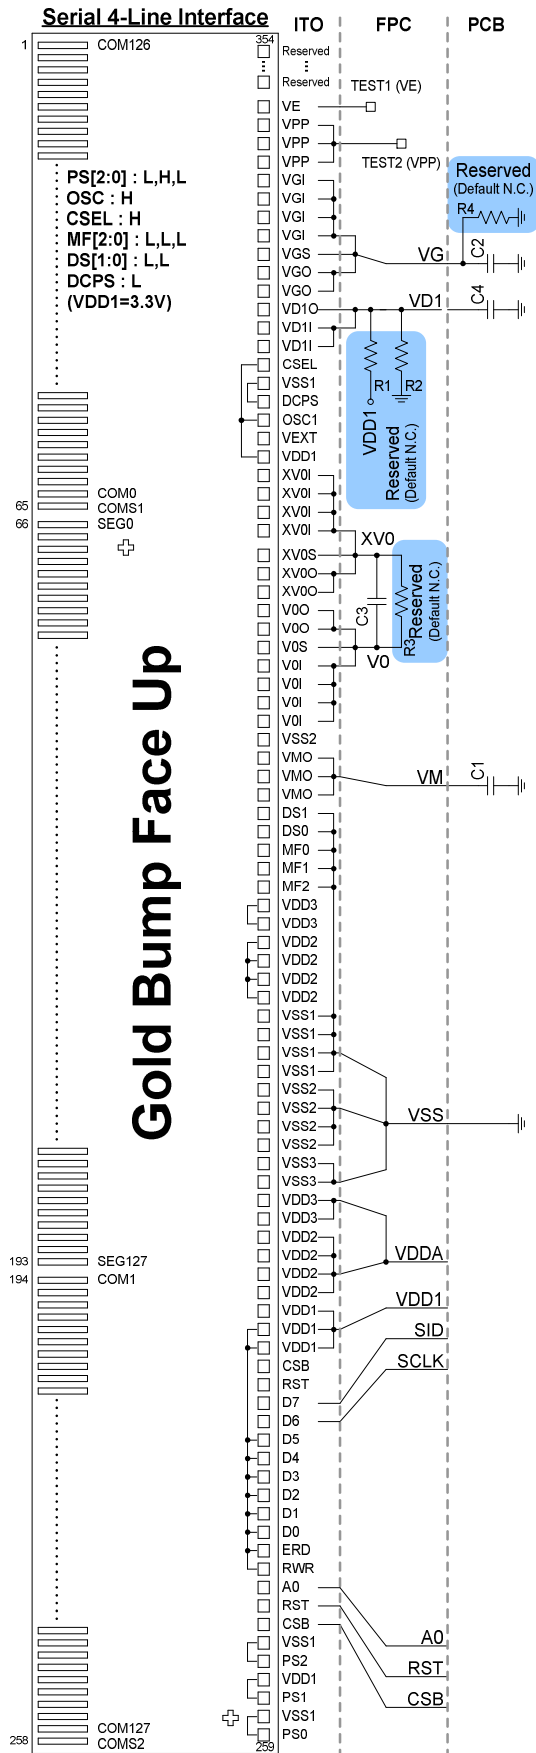 Serial 4-Line Interface
ITO FPC PCB
1
COM126
354
Reserved
Reserved
PS[2:0] : L,H,L
OSC : H
CSEL : H
MF[2:0] : L,L,L
DS[1:0] : L,L
DCPS : L
(VDD1=3.3V)
COM0
65
COMS1
66
SEG0
Gold Bump Face Up
193
SEG127
194
COM1
COM127
258
COMS2
259
VE
VPP
VPP
VPP
VGI
VGI
VGI
VGI
VGS
VGO
VGO
VD1O
VD1I
VD1I
CSEL
VSS1
DCPS
OSC1
VEXT
VDD1
XV0I
XV0I
XV0I
XV0I
XV0S
XV0O
XV0O
V0O
V0O
V0S
V0I
V0I
V0I
V0I
VSS2
VMO
VMO
VMO
DS1
DS0
MF0
MF1
MF2
VDD3
VDD3
VDD2
VDD2
VDD2
VDD2
VSS1
VSS1
VSS1
VSS1
VSS2
VSS2
VSS2
VSS2
VSS3
VSS3
VDD3
VDD3
VDD2
VDD2
VDD2
VDD2
VDD1
VDD1
VDD1
CSB
RST
D7
D6
D5
D4
D3
D2
D1
D0
ERD
RWR
A0
RST
CSB
VSS1
PS2
VDD1
PS1
VSS1
PS0
TEST1 (VE)
TEST2 (VPP)
Reserved
(Default N.C.)
R4
VG
C2
VD1
C4
R1
R2
VDD1
Reserved
(Default N.C.)
XV0
C3
V0
R3
Reserved
(Default N.C.)
VM
C1
VSS
VDDA
VDD1
SID
SCLK
A0
RST
CSB